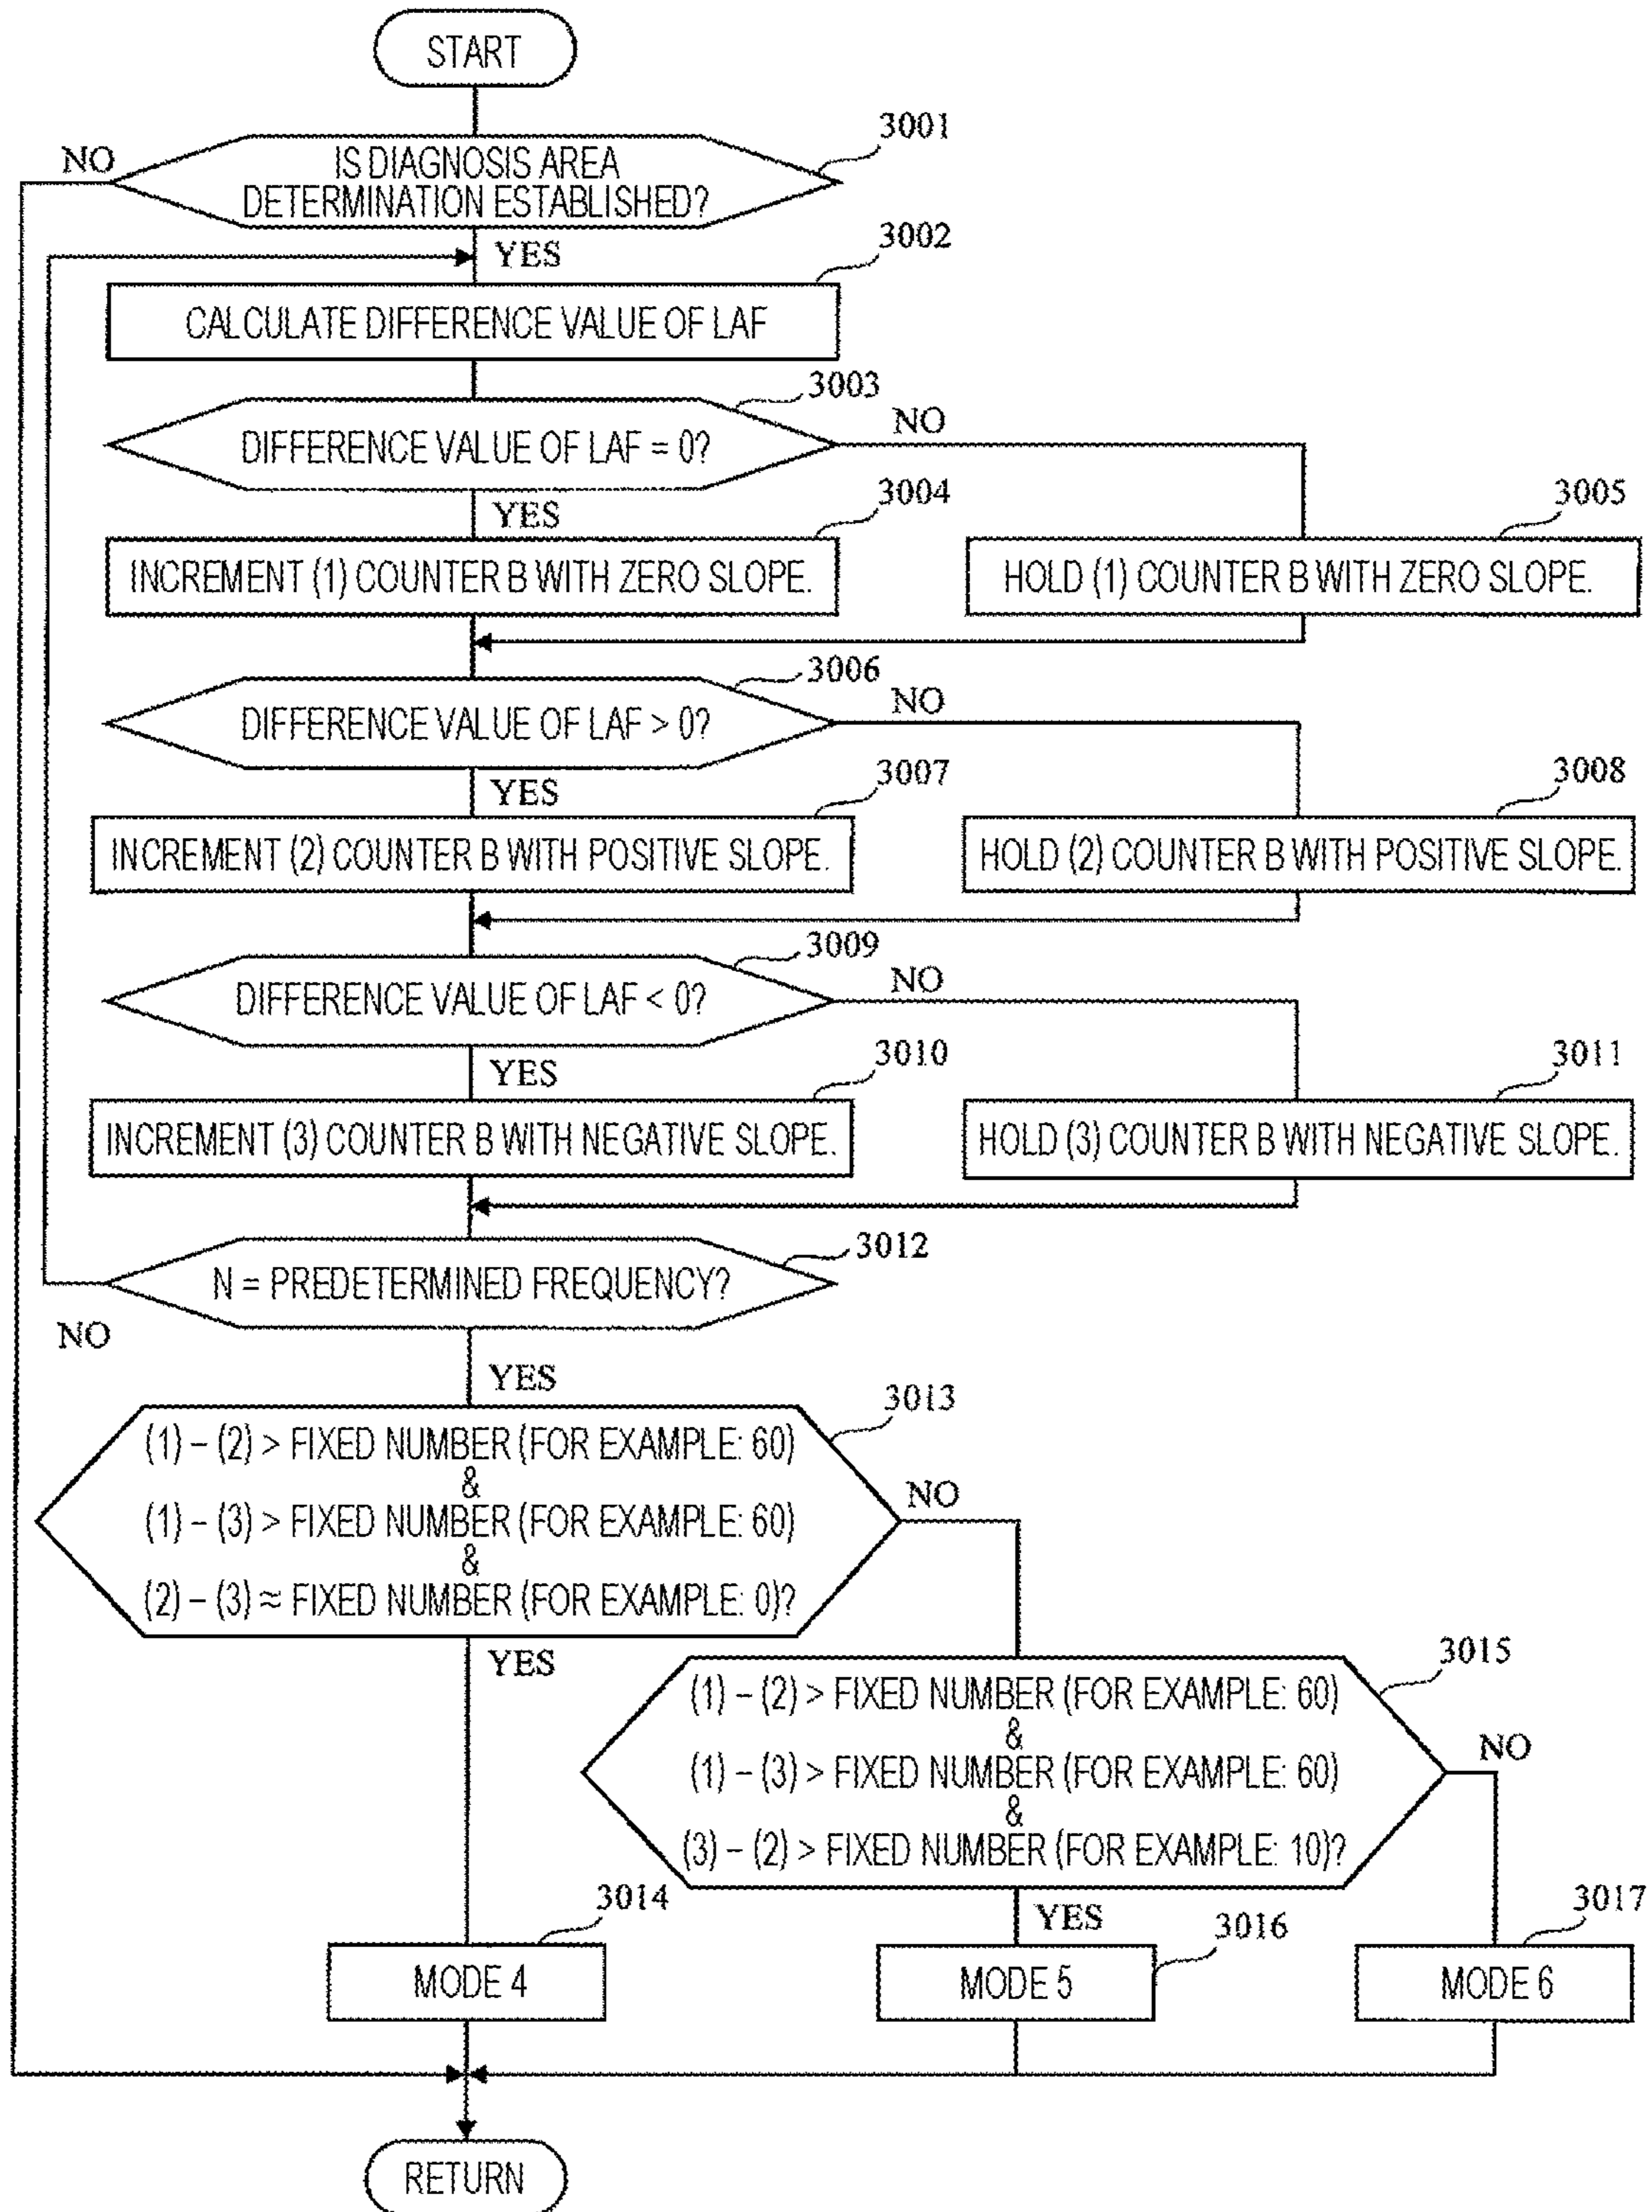 START
3001
NO
IS DIAGNOSIS AREA
DETERMINATION ESTABLISHED?
YES
3002
CALCULATE DIFFERENCE VALUE OF LAF
3003
DIFFERENCE VALUE OF LAF = 0?
NO
YES
3004
3005
INCREMENT (1) COUNTER B WITH ZERO SLOPE.
HOLD (1) COUNTER B WITH ZERO SLOPE.
3006
DIFFERENCE VALUE OF LAF > 0?
NO
YES
3007
3008
INCREMENT (2) COUNTER B WITH POSITIVE SLOPE.
HOLD (2) COUNTER B WITH POSITIVE SLOPE.
3009
DIFFERENCE VALUE OF LAF < 0?
NO
YES
3010
3011
INCREMENT (3) COUNTER B WITH NEGATIVE SLOPE.
HOLD (3) COUNTER B WITH NEGATIVE SLOPE.
3012
N = PREDETERMINED FREQUENCY?
NO
YES
3013
(1) – (2) > FIXED NUMBER (FOR EXAMPLE: 60)
&
(1) – (3) > FIXED NUMBER (FOR EXAMPLE: 60)
&
(2) – (3) ≈ FIXED NUMBER (FOR EXAMPLE: 0)?
NO
YES
3015
(1) – (2) > FIXED NUMBER (FOR EXAMPLE: 60)
&
(1) – (3) > FIXED NUMBER (FOR EXAMPLE: 60)
&
(3) – (2) > FIXED NUMBER (FOR EXAMPLE: 10)?
NO
YES
3014
MODE 4
3016
MODE 5
3017
MODE 6
RETURN